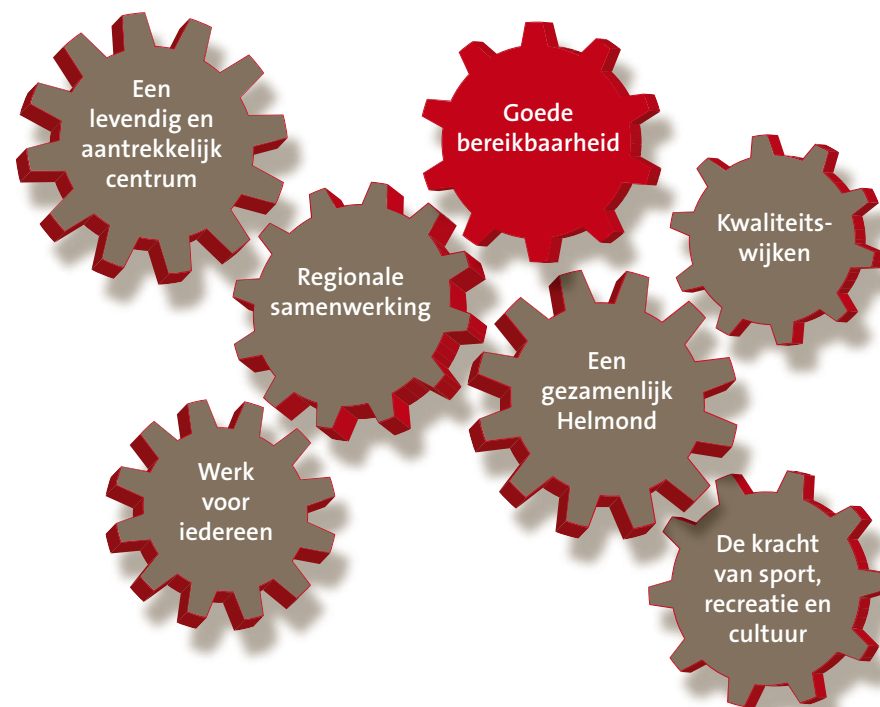 Een
levendig en
aantrekkelijk
centrum
Goede
bereikbaarheid
Kwaliteits-
wijken
Regionale
samenwerking
Een
gezamenlijk
Helmond
Werk
voor
iedereen
De kracht
van sport,
recreatie en
cultuur